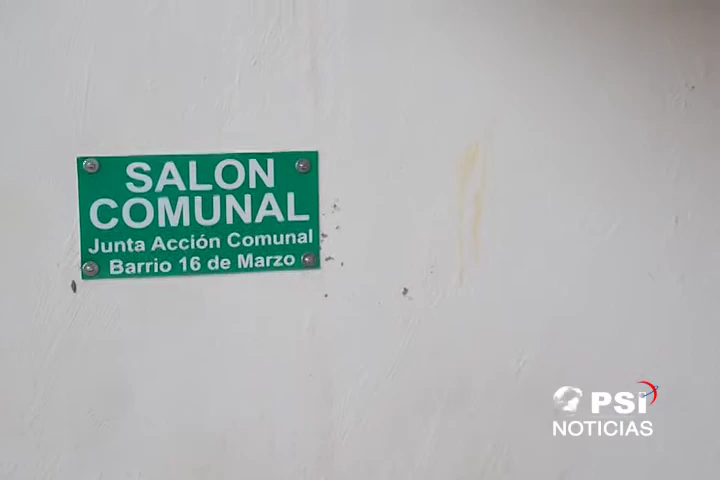 SALON
COMUNAL
Junta Acción Comunal
Barrio 16 de Marzo
PSI
NOTICIAS